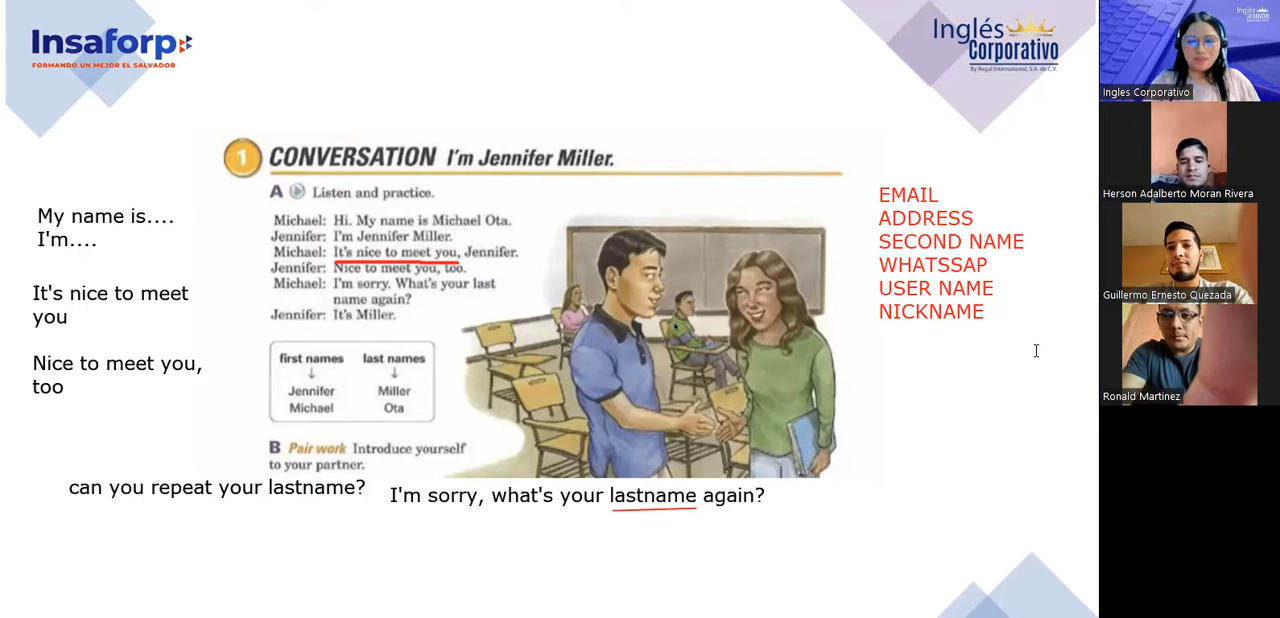 Insaforp
FORMANDO UN MEJOR EL SALVADOR
Inglés
Corporativo
By Regal International, S.A. de C.V.
1 CONVERSATION I'm Jennifer Miller.
A Listen and practice.
Michael: Hi. My name is Michael Ota.
Jennifer: I'm Jennifer Miller.
Michael: It's nice to meet you, Jennifer.
Jennifer: Nice to meet you, too.
Michael: I'm sorry. What's your last
name again?
Jennifer: It's Miller.
first names last names
Jennifer Miller
Michael Ota
B Pair work Introduce yourself
to your partner.
My name is....
I'm....
It's nice to meet
you
Nice to meet you,
too
can you repeat your lastname?
I'm sorry, what's your lastname again?
EMAIL
ADDRESS
SECOND NAME
WHATSSAP
USER NAME
NICKNAME
Inglés
Ingles Corporativo
Herson Adalberto Moran Rivera
Guillermo Ernesto Quezada
Ronald Martinez